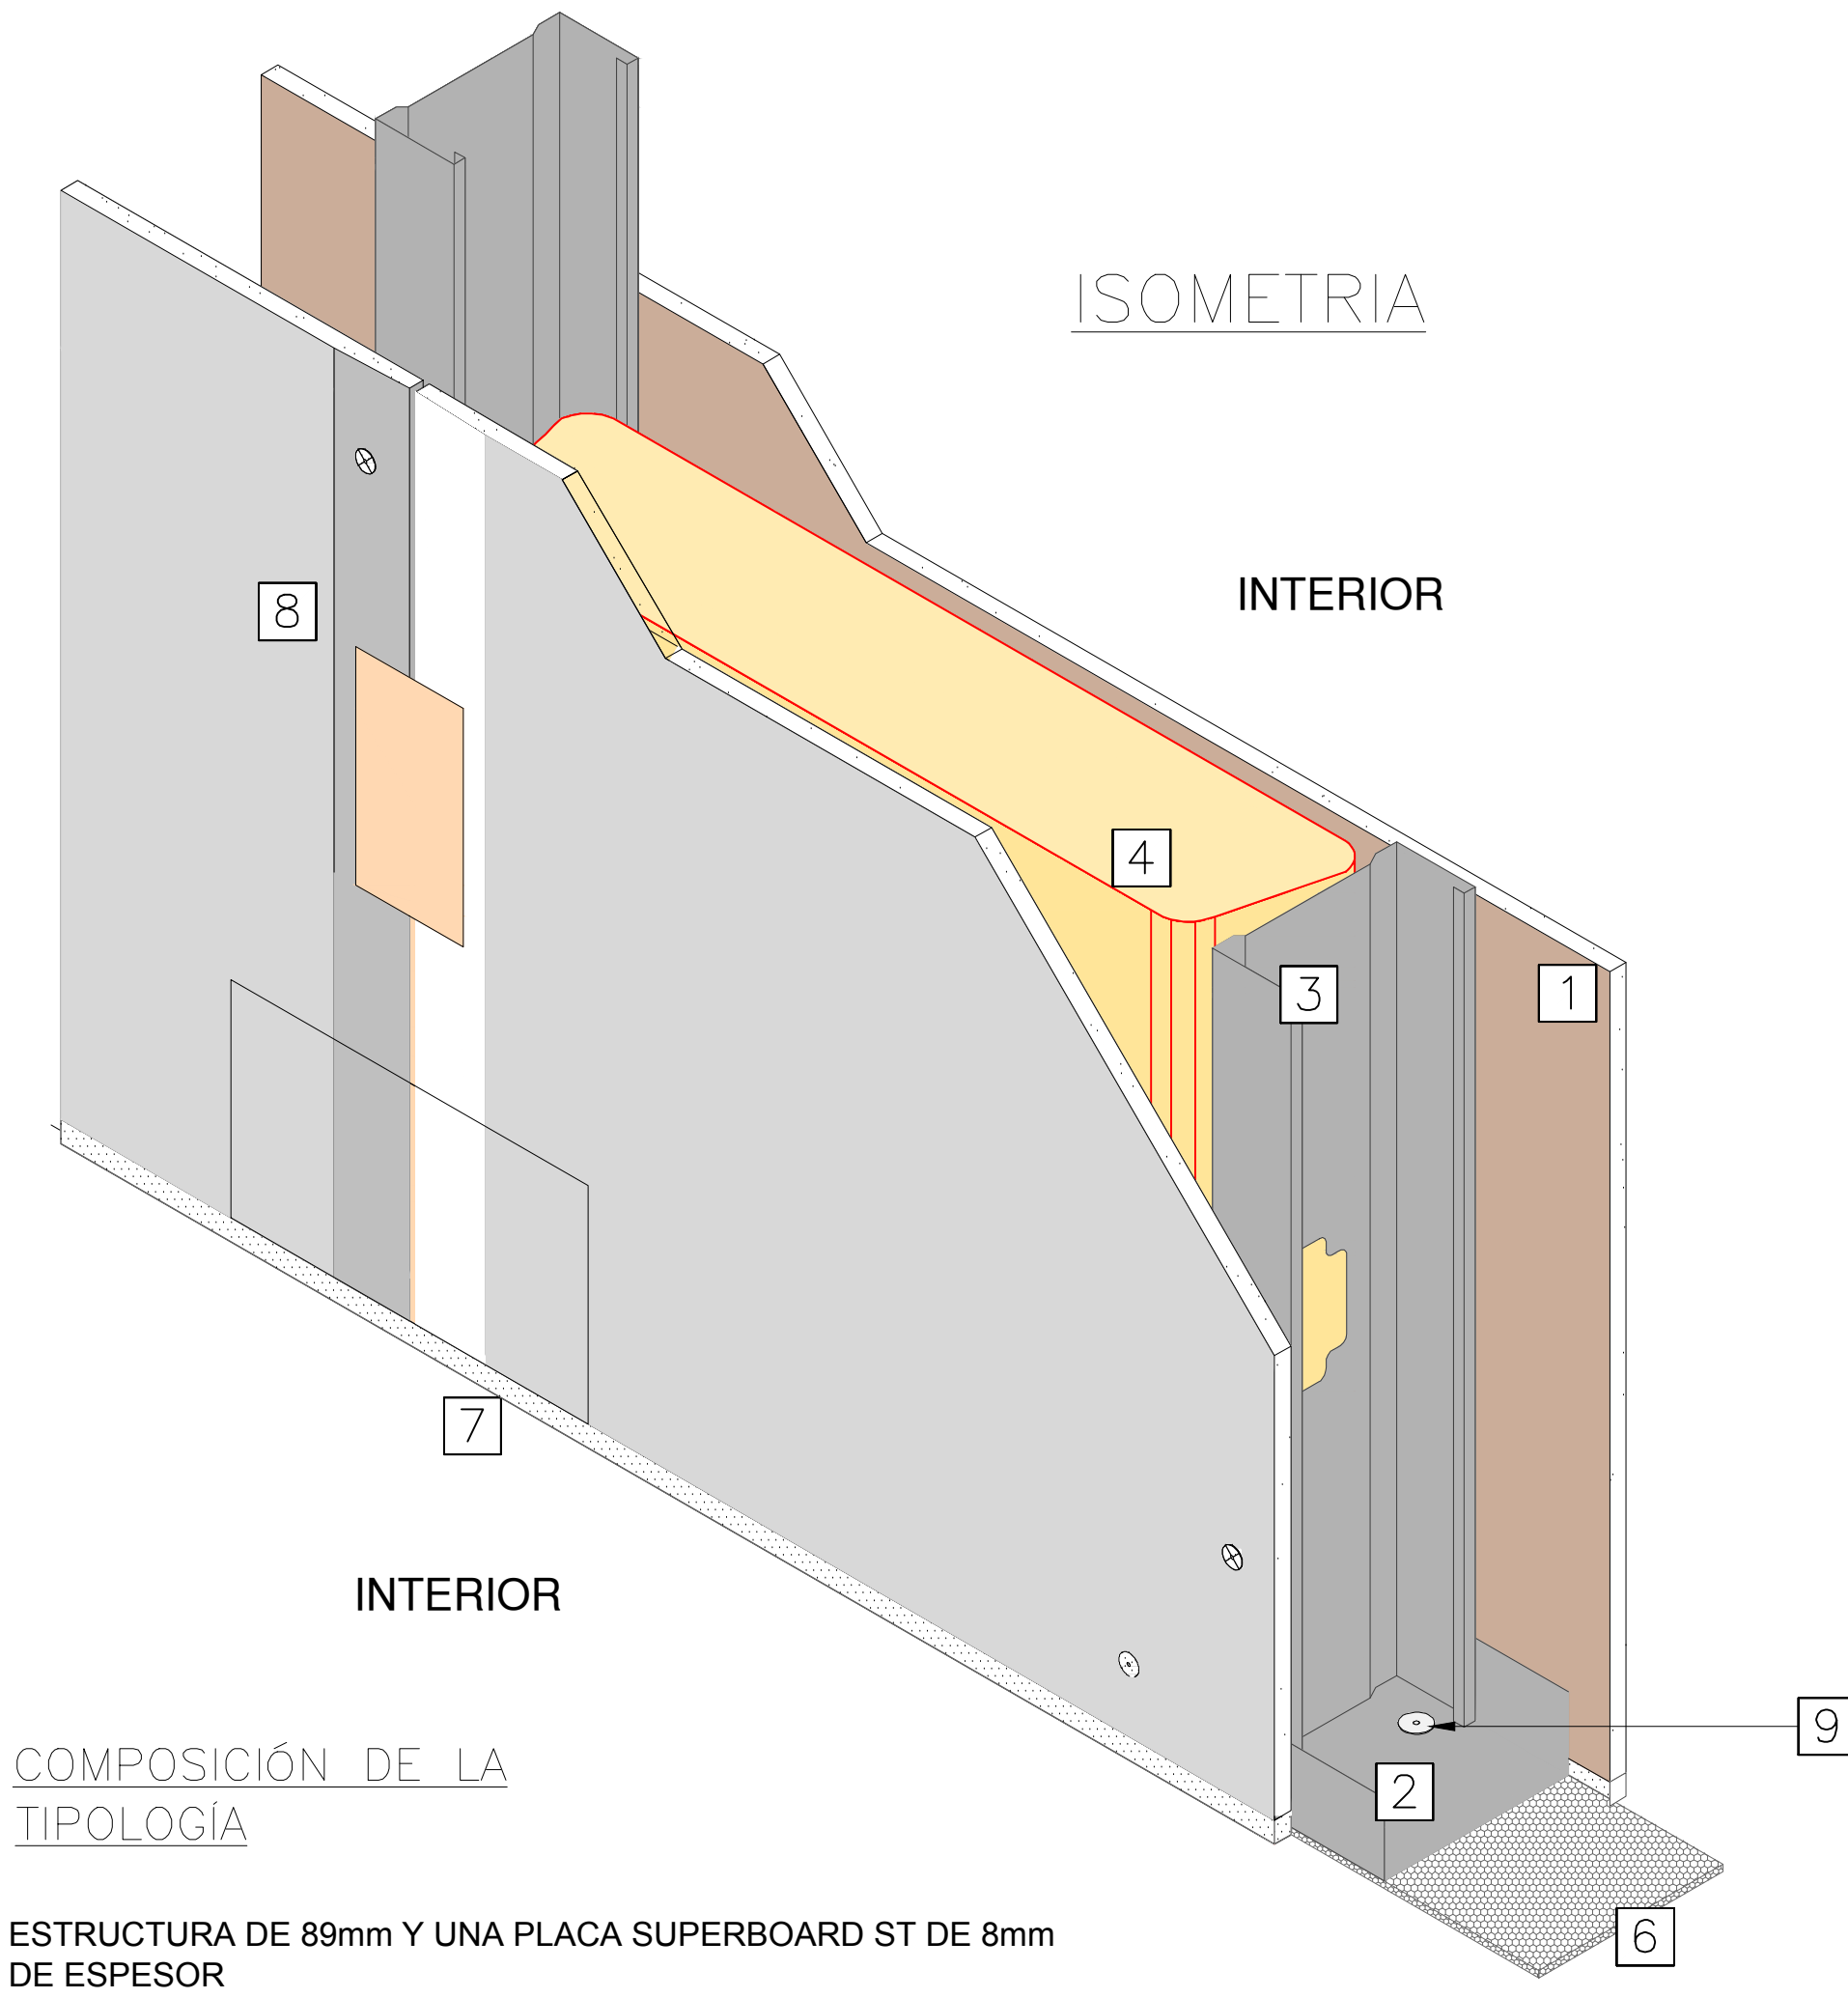 ISOMETRIA
INTERIOR
8
4
3
1
7
INTERIOR
9
2
6
COMPOSICIÓN DE LA
TIPOLOGÍA
ESTRUCTURA DE 89mm Y UNA PLACA SUPERBOARD ST DE 8mm
DE ESPESOR